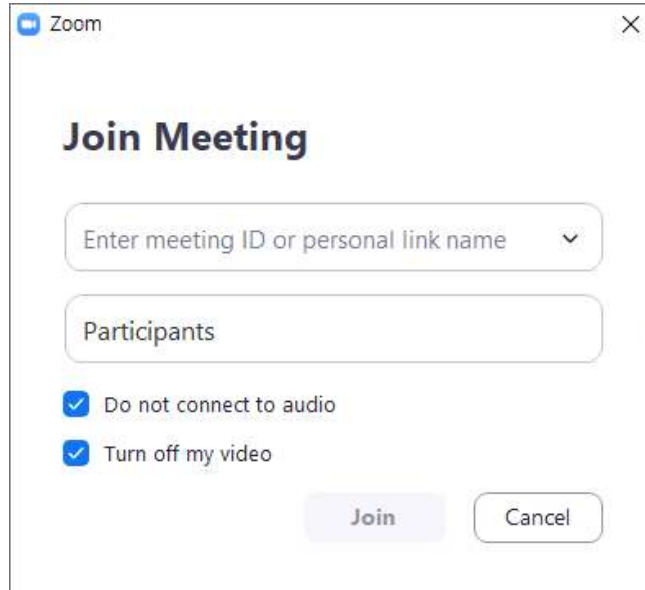 Zoom
Join Meeting
Enter meeting ID or personal link name
Participants
Do not connect to audio
Turn off my video
Join
Cancel